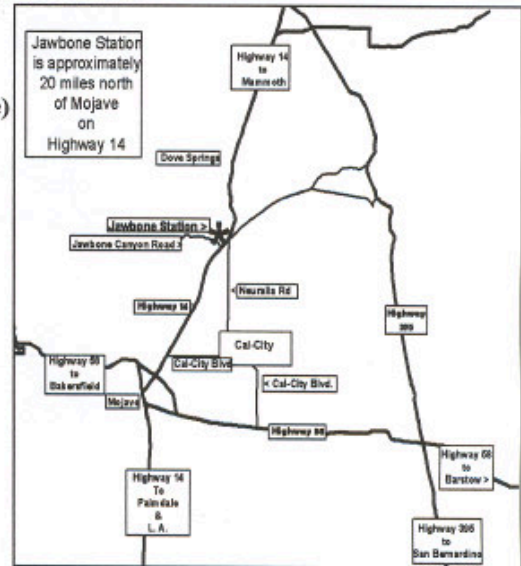 Jawbone Station
is approximately
20 miles north
of Mojave
on
Highway 14
e)
Highway 14
to
Mammoth
Dove Springs
Jawbone Station >
Jawbone Canyon Road >
< Neuralia Rd
Highway 14
Highway
395
Cal-City
Cal-City Blvd
< Cal-City Blvd.
Highway 58
to
Bakersfield
Mojave
Highway 58
Highway 58
to
Barstow >
Highway 14
To
Palmdale
&
L. A.
Highway 395
to
San Bernardino